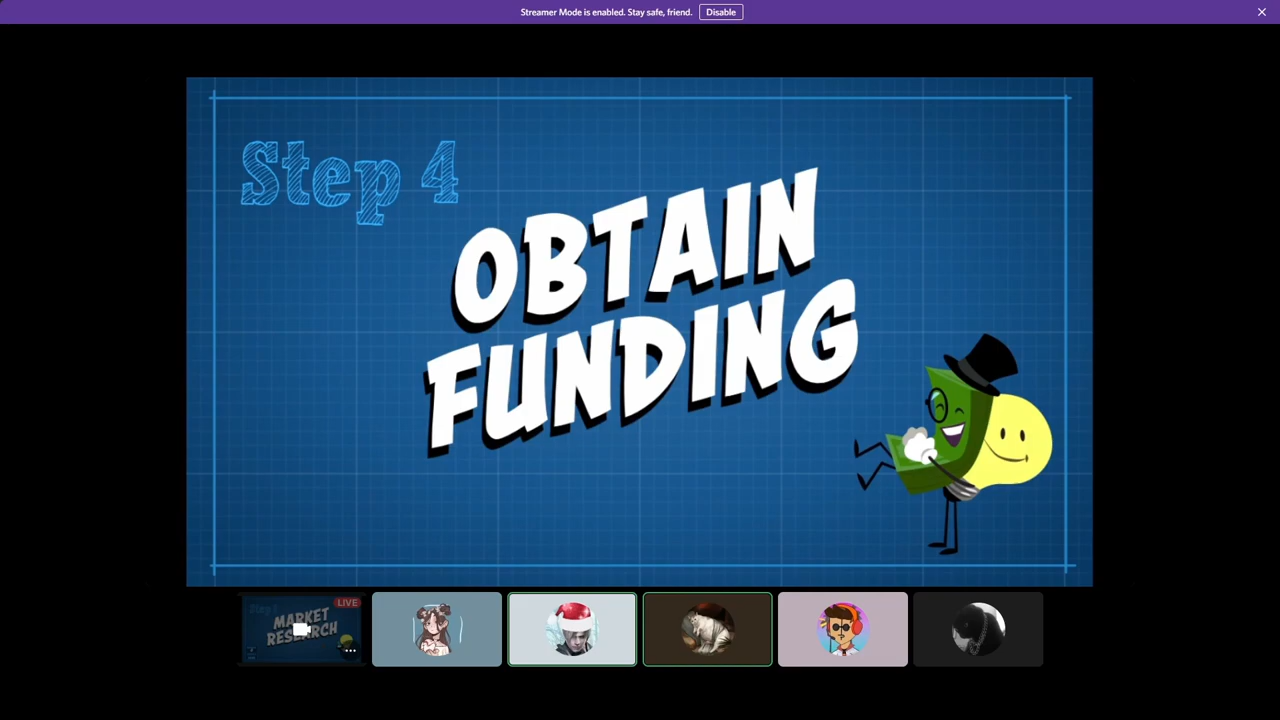 Streamer Mode is enabled. Stay safe, friend. Disable
Step 4
OBTAIN
FUNDING
LIVE
MARKET
RESEARCH